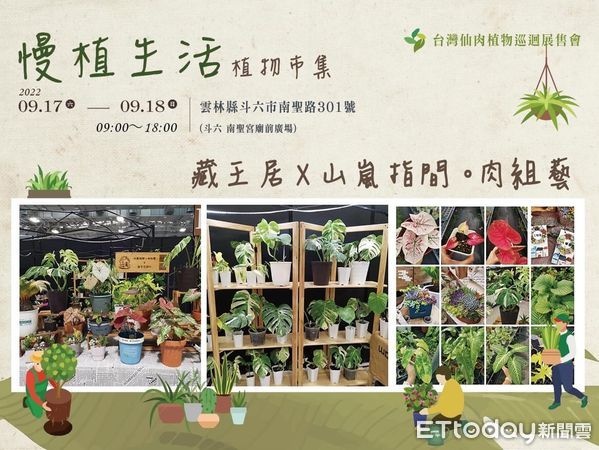 台灣仙肉植物巡迴展售會
慢植生活 植物市集
2022
09.17 六 — 09.18 日
09:00～18:00
雲林縣斗六市南聖路301號
(斗六 南聖宮廟前廣場)
藏王居X山嵐指間。肉組藝
ETtoday新聞雲